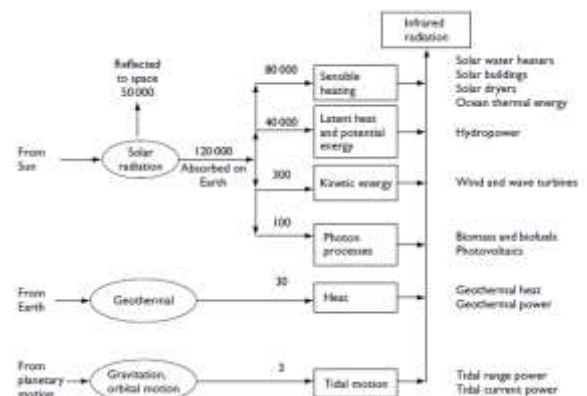 Infrared
radiation
Reflected
to space
50 000
80 000
Sensible
heating
Solar water heaters
Solar buildings
Solar dryers
Ocean thermal energy
40 000
Latent heat
and potential
energy
Hydropower
From
Sun
Solar
radiation
120 000
Absorbed on
Earth
300
Kinetic energy
Wind and wave turbines
100
Photon
processes
Biomass and biofuels
Photovoltaics
From
Earth
Geothermal
30
Heat
Geothermal heat
Geothermal power
From
planetary
motion
Gravitation,
orbital motion
3
Tidal motion
Tidal range power
Tidal current power